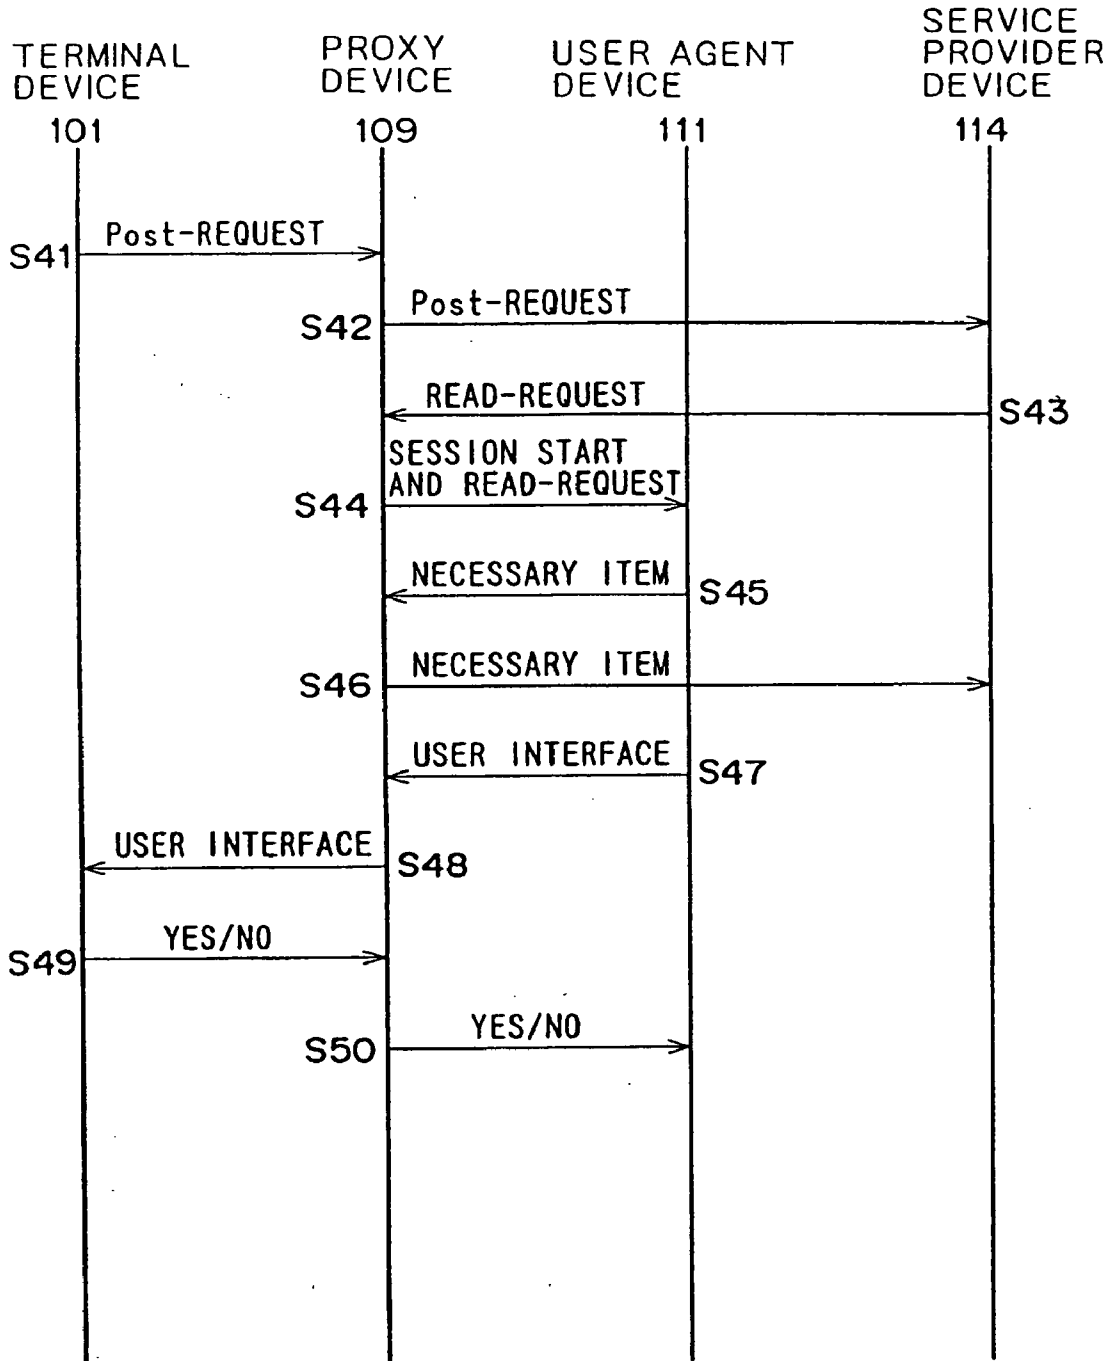 TERMINAL
DEVICE
101
PROXY
DEVICE
109
USER AGENT
DEVICE
111
SERVICE
PROVIDER
DEVICE
114
S41
Post-REQUEST
S42
Post-REQUEST
READ-REQUEST
S43
SESSION START
AND READ-REQUEST
S44
NECESSARY ITEM
S45
S46
NECESSARY ITEM
USER INTERFACE
S47
USER INTERFACE
S48
S49
YES/NO
S50
YES/NO